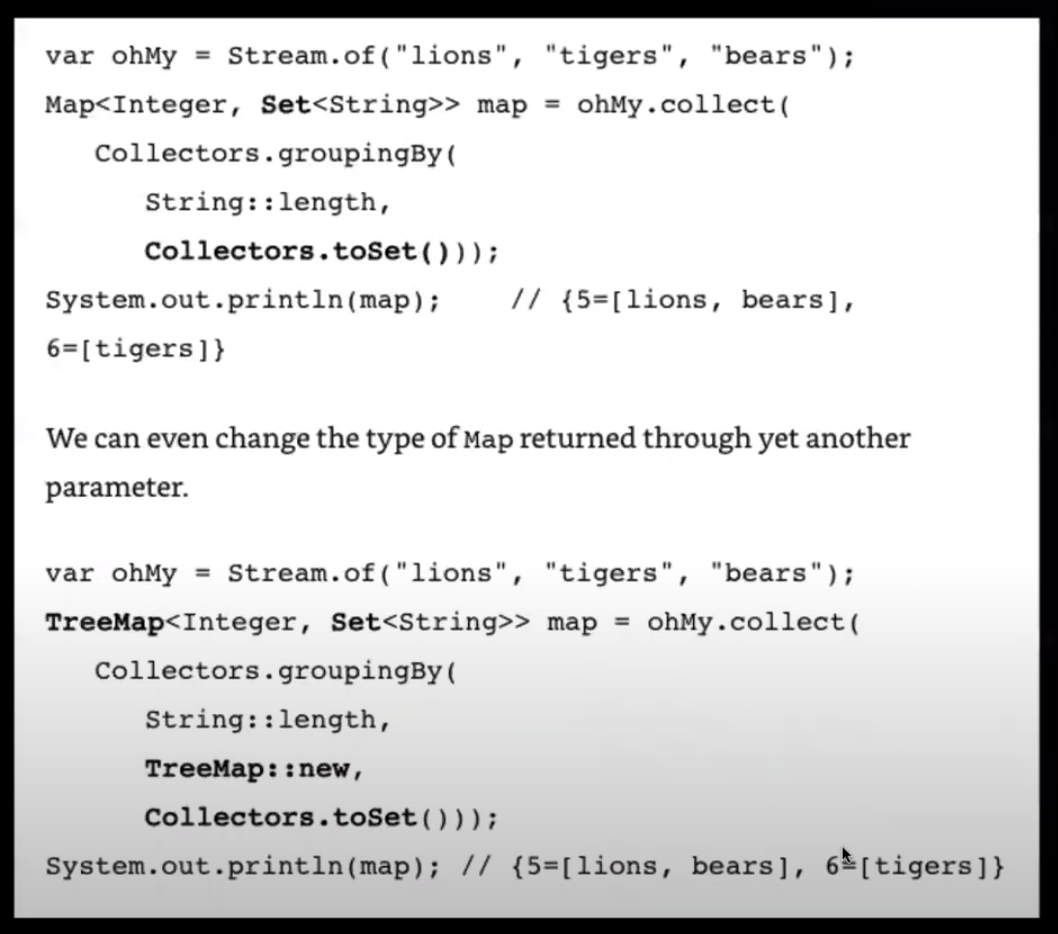 var ohMy = Stream.of("lions", "tigers", "bears");
Map<Integer, Set<String>> map = ohMy.collect(
   Collectors.groupingBy(
      String::length,
      Collectors.toSet()));
System.out.println(map);    // {5=[lions, bears],
6=[tigers]}
We can even change the type of Map returned through yet another
parameter.
var ohMy = Stream.of("lions", "tigers", "bears");
TreeMap<Integer, Set<String>> map = ohMy.collect(
   Collectors.groupingBy(
      String::length,
      TreeMap::new,
      Collectors.toSet()));
System.out.println(map); // {5=[lions, bears], 6=[tigers]}